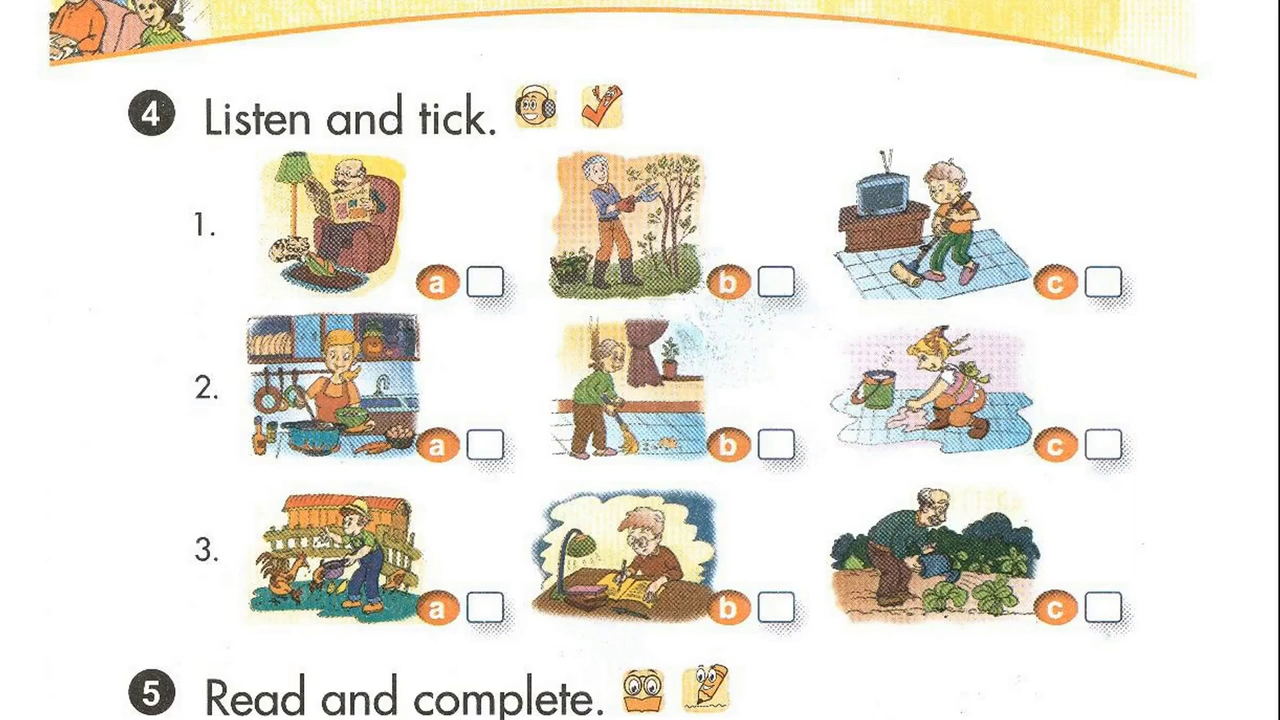 4 Listen and tick.
1. a b c
2. a b c
3. a b c
5 Read and complete.